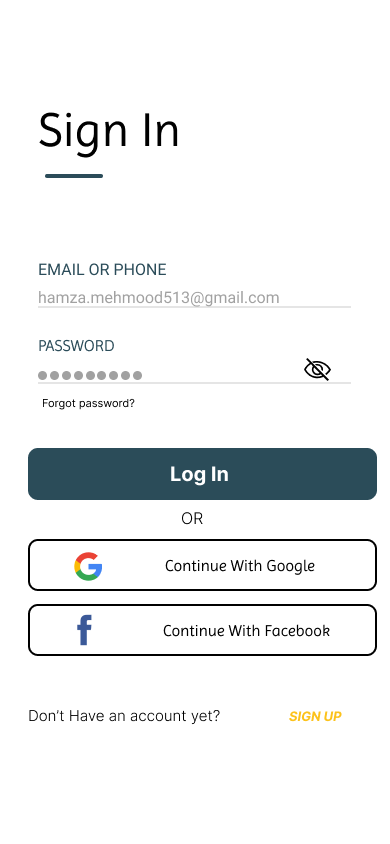 Sign In
EMAIL OR PHONE
hamza.mehmood513@gmail.com
PASSWORD
Forgot password?
Log In
OR
Continue With Google
Continue With Facebook
Don't Have an account yet? SIGN UP